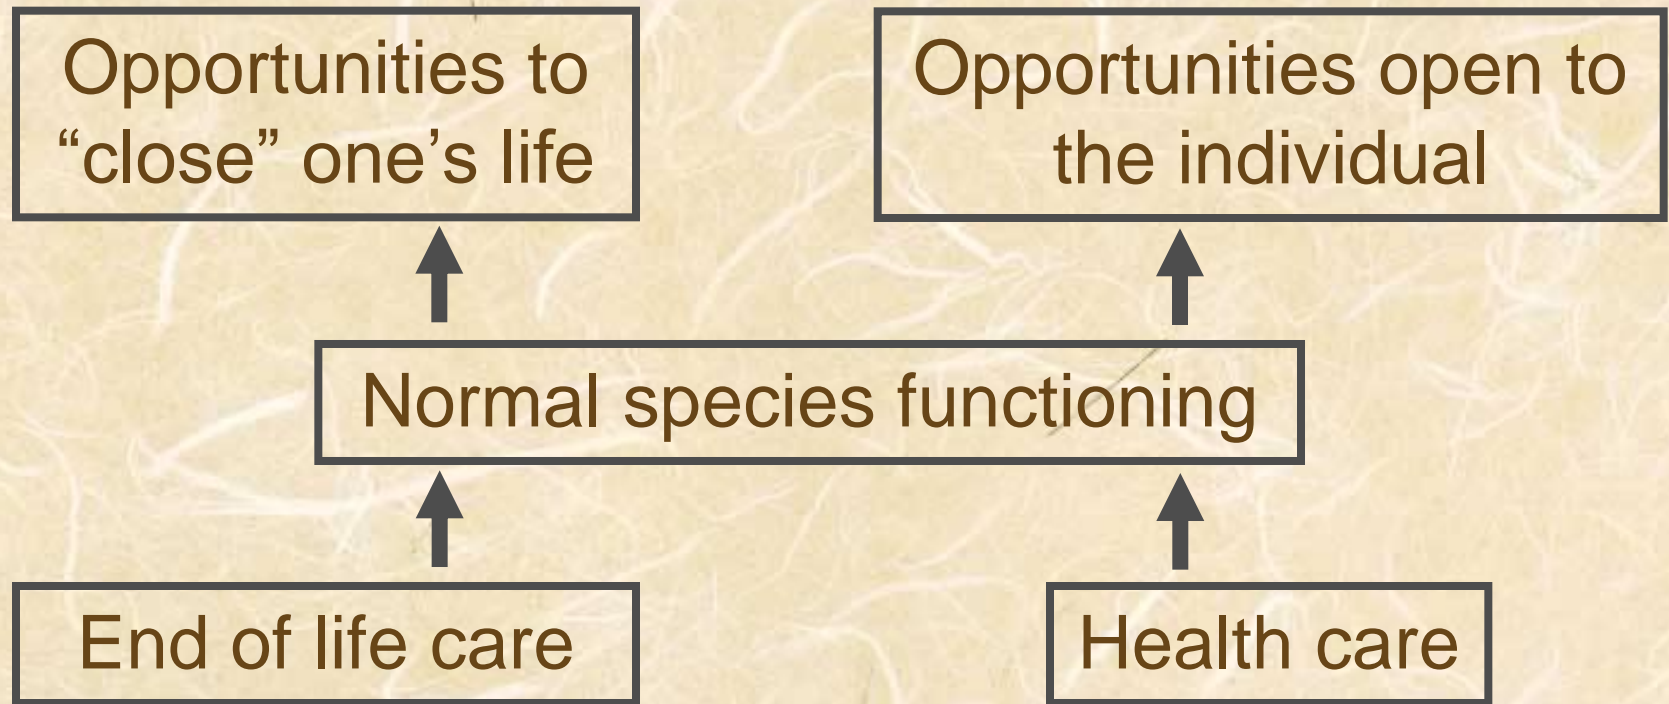 Opportunities to
“close” one’s life
Opportunities open to
the individual
Normal species functioning
End of life care
Health care